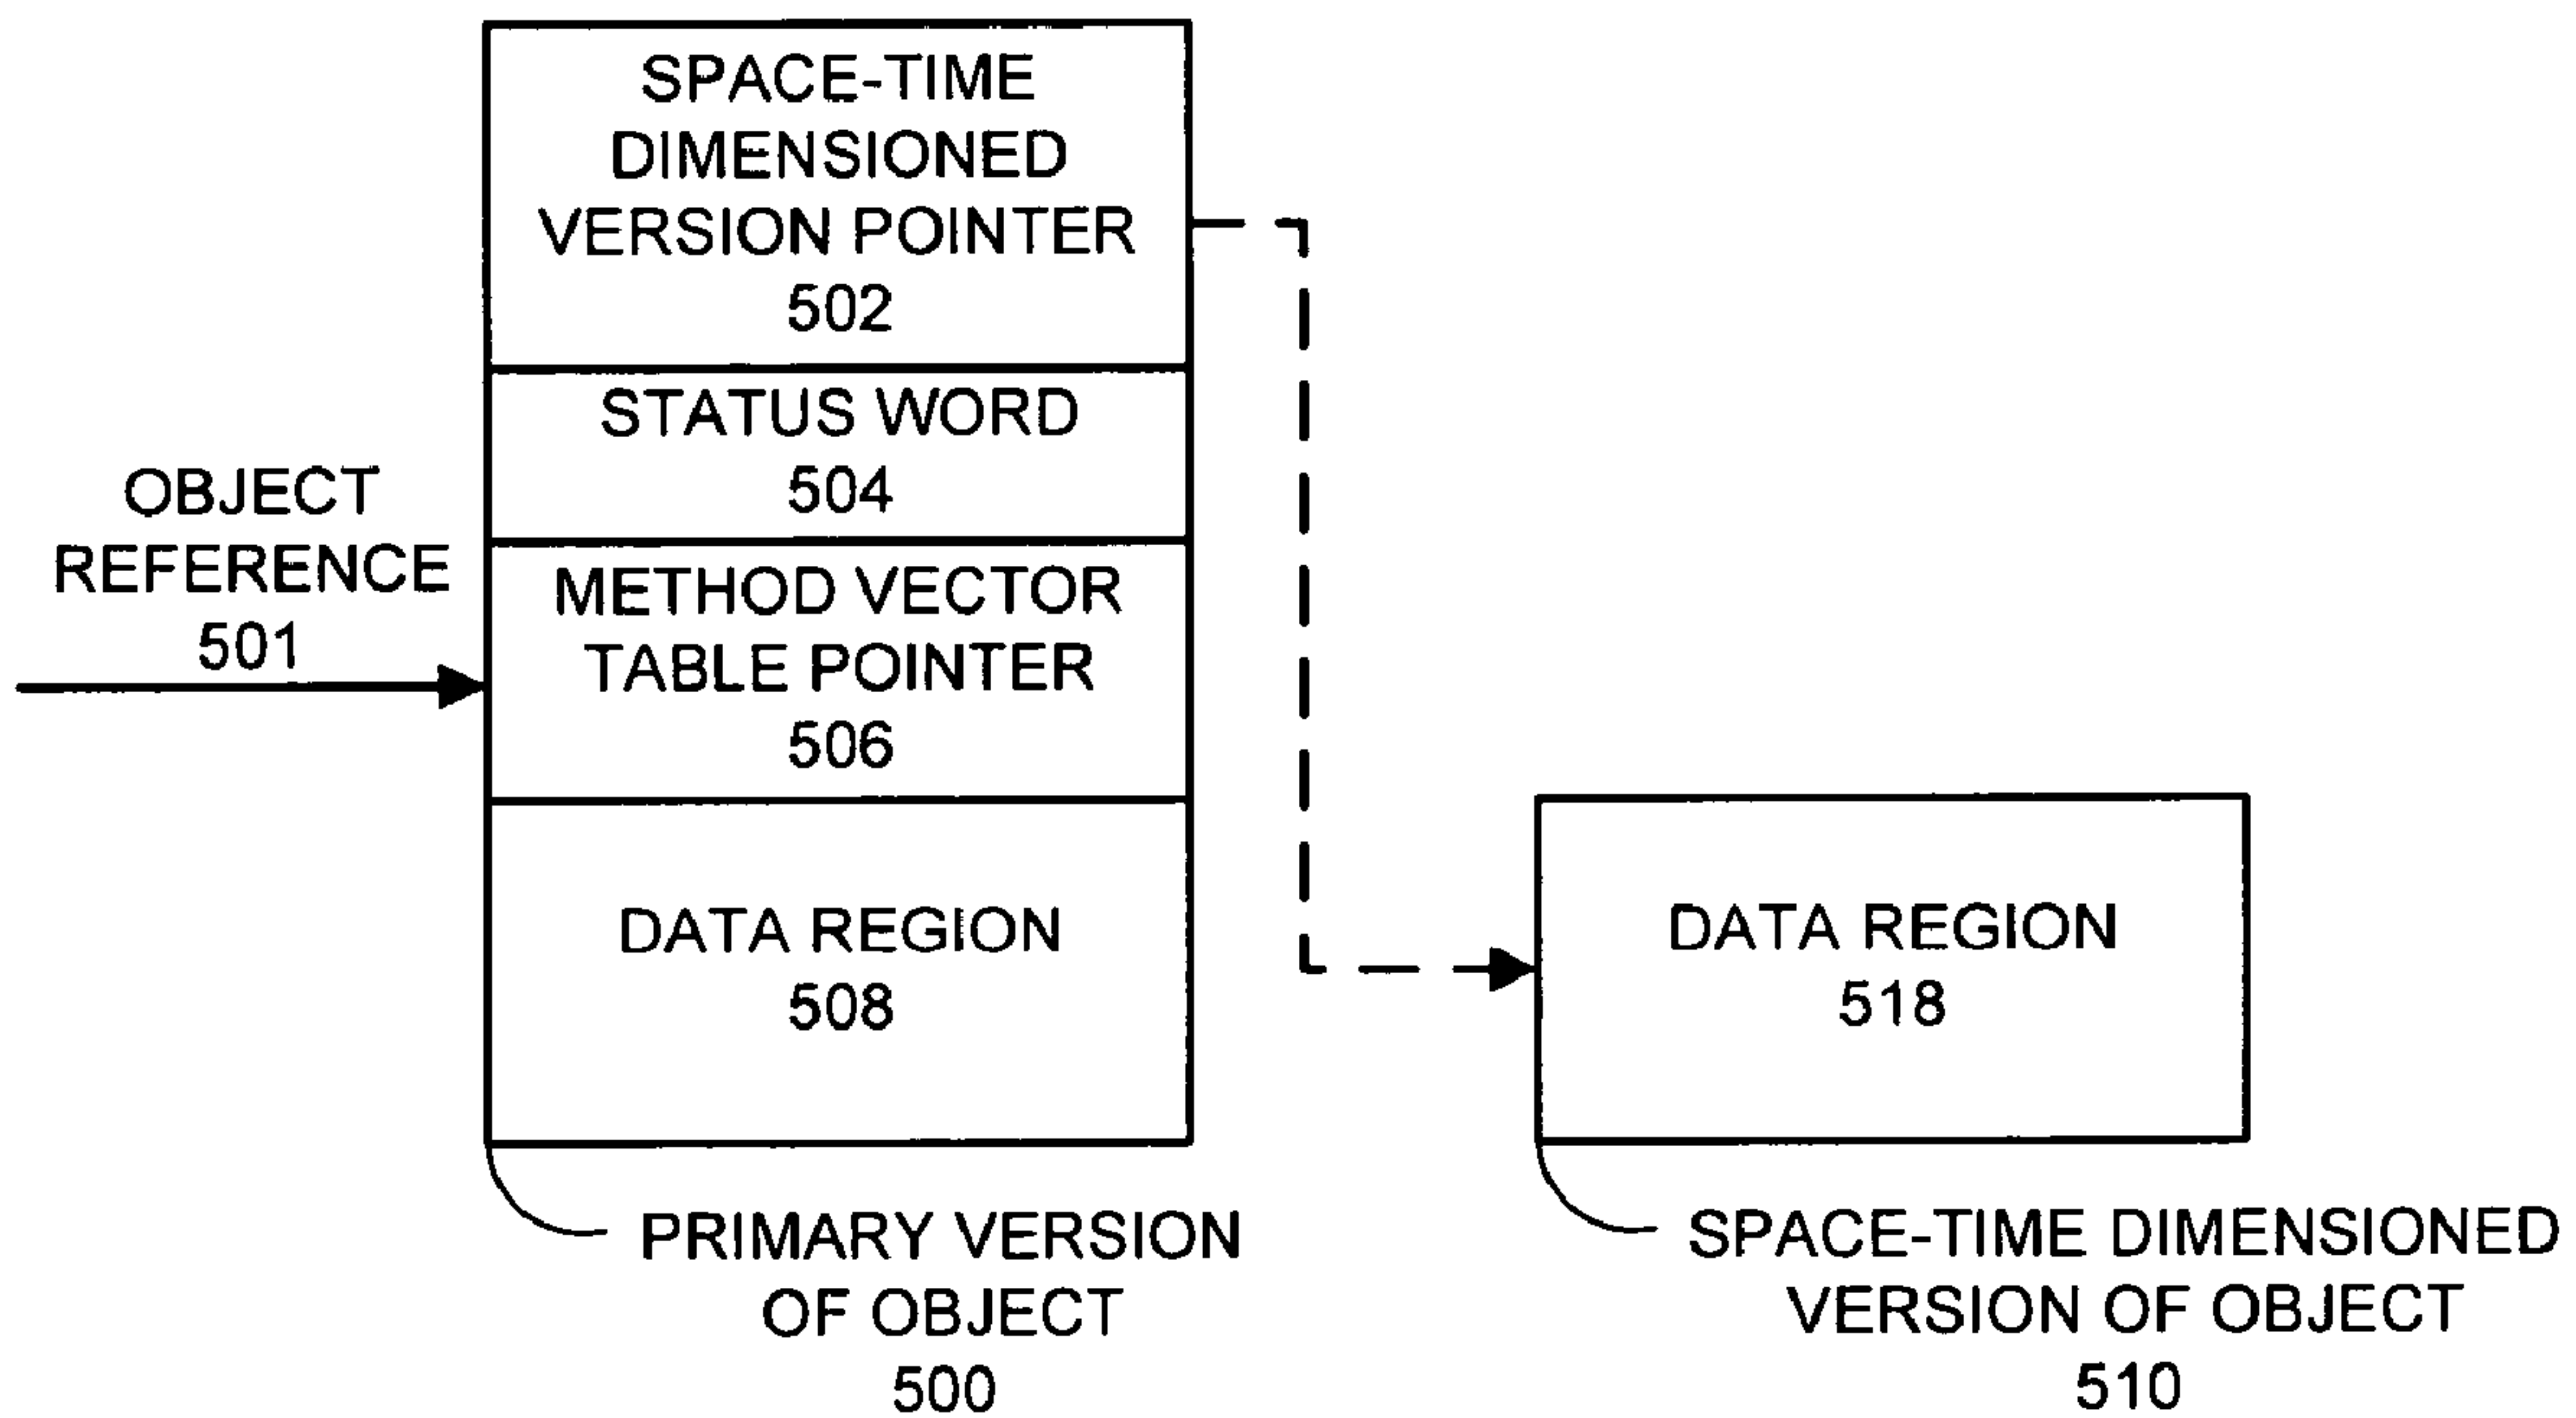 SPACE-TIME
DIMENSIONED
VERSION POINTER
502
STATUS WORD
504
OBJECT
REFERENCE
501
METHOD VECTOR
TABLE POINTER
506
DATA REGION
508
DATA REGION
518
PRIMARY VERSION
OF OBJECT
500
SPACE-TIME DIMENSIONED
VERSION OF OBJECT
510